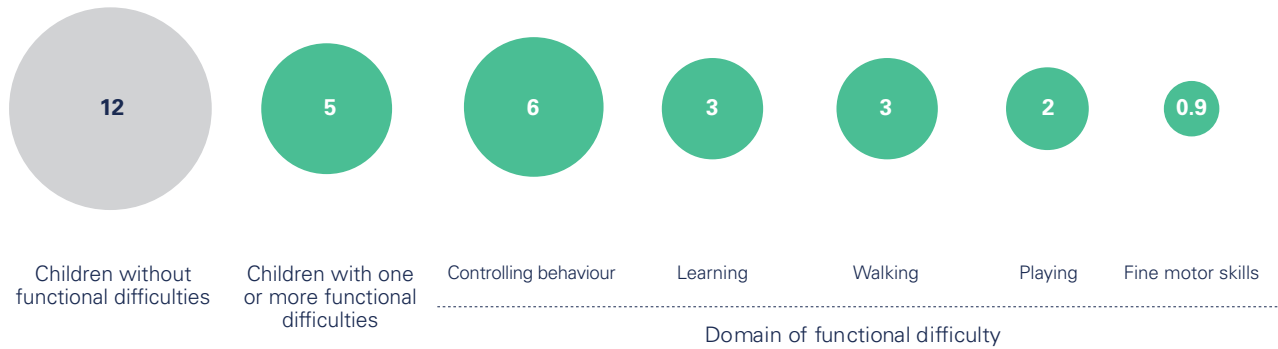 12
5
6
3
3
2
0.9
Children without
functional difficulties
Children with one
or more functional
difficulties
Controlling behaviour
Learning
Walking
Playing
Fine motor skills
Domain of functional difficulty